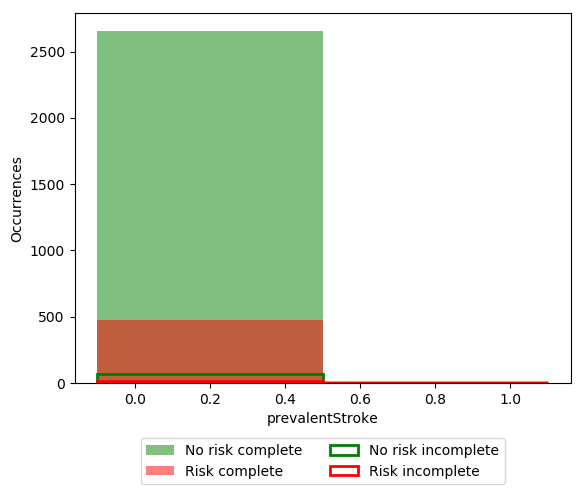 2500
2000
1500
1000
500
0
Occurrences
0.0 0.2 0.4 0.6 0.8 1.0
prevalentStroke
No risk complete No risk incomplete
Risk complete Risk incomplete